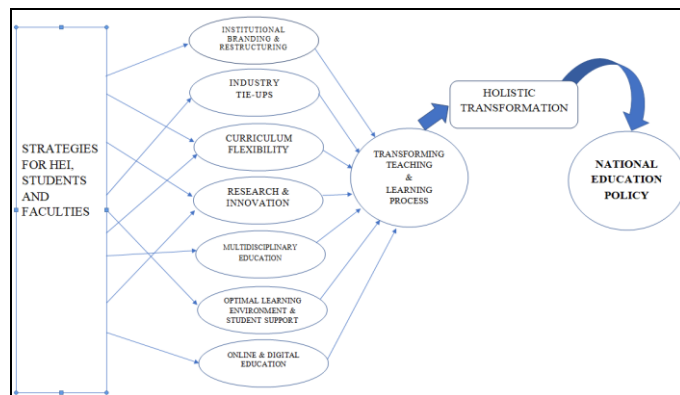 STRATEGIES
FOR HEI,
STUDENTS
AND
FACULTIES
INSTITUTIONAL
BRANDING &
RESTRUCTURING
INDUSTRY
TIE-UPS
CURRICULUM
FLEXIBILITY
RESEARCH &
INNOVATION
MULTIDISCIPLINARY
EDUCATION
OPTIMAL LEARNING
ENVIRONMENT &
STUDENT SUPPORT
ONLINE & DIGITAL
EDUCATION
TRANSFORMING
TEACHING
&
LEARNING
PROCESS
HOLISTIC
TRANSFORMATION
NATIONAL
EDUCATION
POLICY